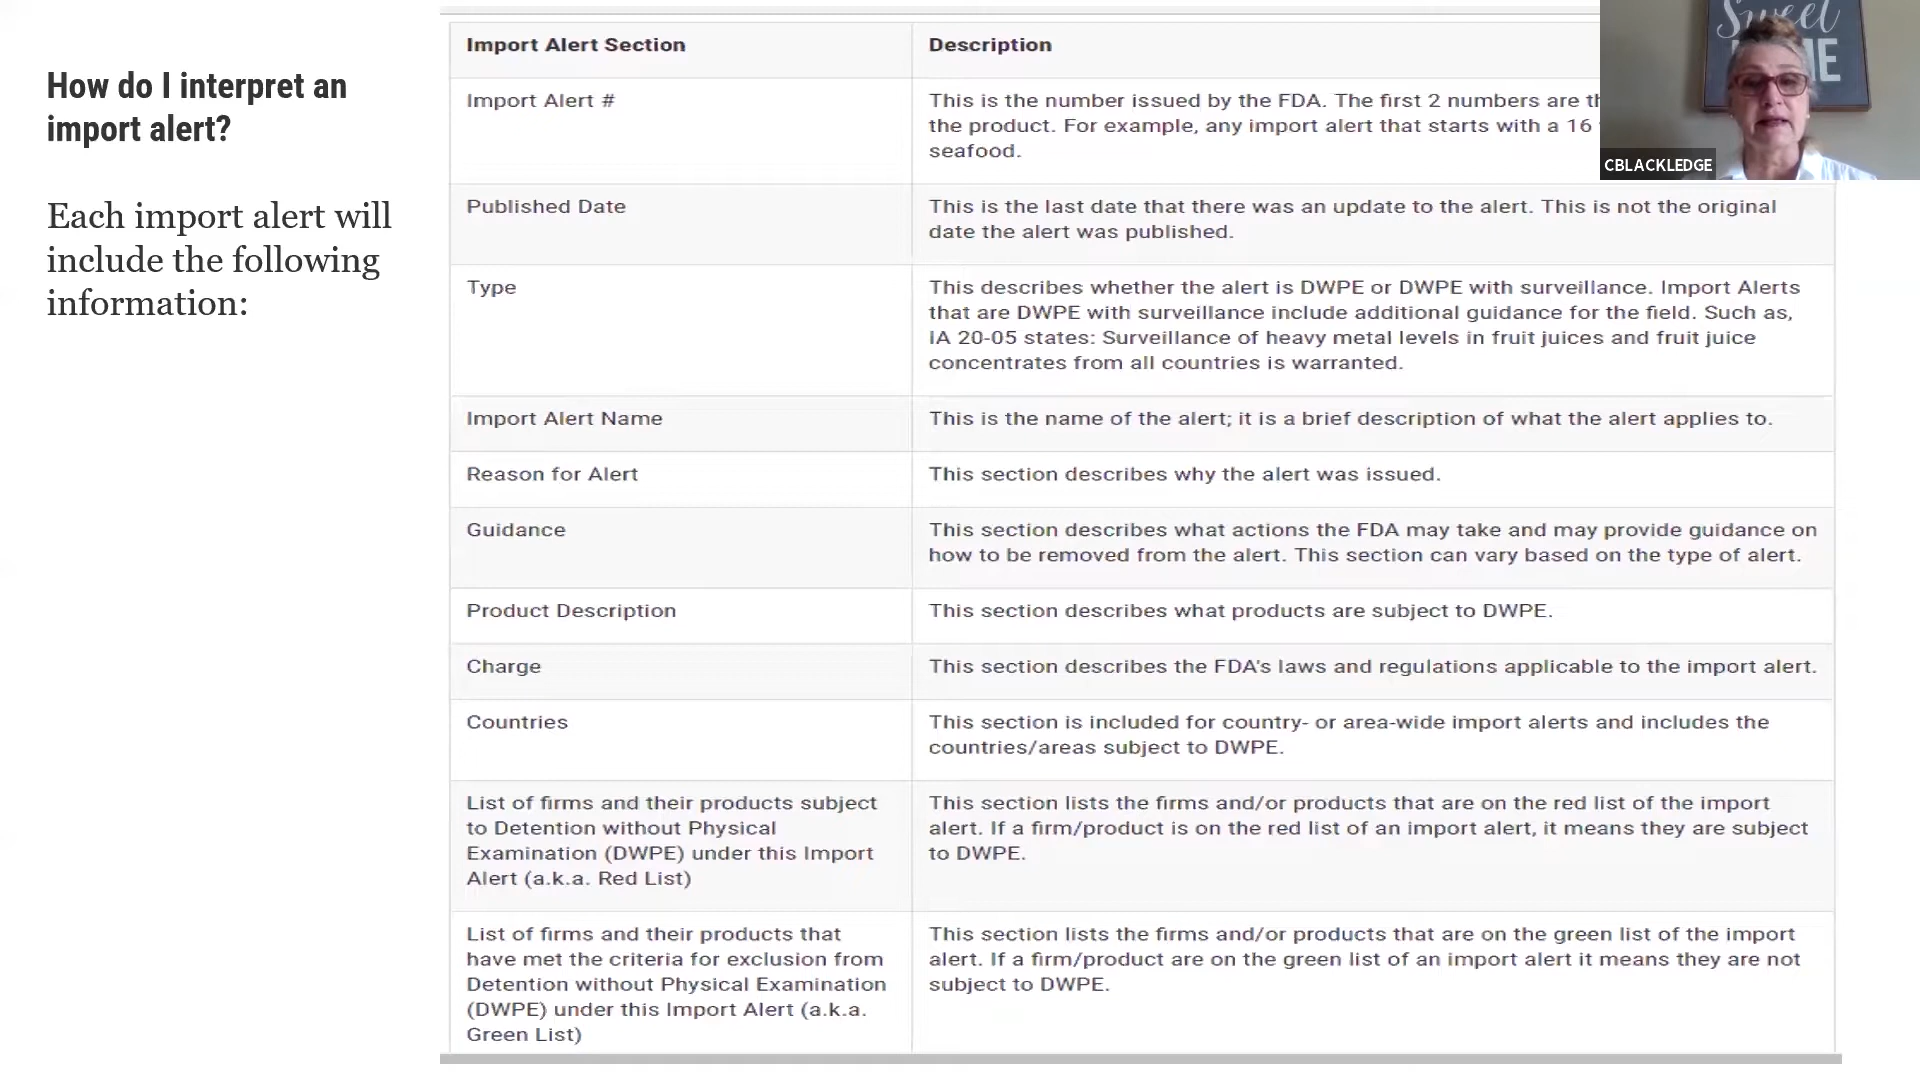 How do I interpret an
import alert?
Each import alert will
include the following
information:
Import Alert Section
Description
Import Alert #
This is the number issued by the FDA. The first 2 numbers are
the product. For example, any import alert that starts with a 16
seafood.
Published Date
This is the last date that there was an update to the alert. This is not the original
date the alert was published.
Type
This describes whether the alert is DWPE or DWPE with surveillance. Import Alerts
that are DWPE with surveillance include additional guidance for the field. Such as,
IA 20-05 states: Surveillance of heavy metal levels in fruit juices and fruit juice
concentrates from all countries is warranted.
Import Alert Name
This is the name of the alert; it is a brief description of what the alert applies to.
Reason for Alert
This section describes why the alert was issued.
Guidance
This section describes what actions the FDA may take and may provide guidance on
how to be removed from the alert. This section can vary based on the type of alert.
Product Description
This section describes what products are subject to DWPE.
Charge
This section describes the FDA's laws and regulations applicable to the import alert.
Countries
This section is included for country- or area-wide import alerts and includes the
countries/areas subject to DWPE.
List of firms and their products subject
to Detention without Physical
Examination (DWPE) under this Import
Alert (a.k.a. Red List)
This section lists the firms and/or products that are on the red list of the import
alert. If a firm/product is on the red list of an import alert, it means they are subject
to DWPE.
List of firms and their products that
have met the criteria for exclusion from
Detention without Physical Examination
(DWPE) under this Import Alert (a.k.a.
Green List)
This section lists the firms and/or products that are on the green list of the import
alert. If a firm/product are on the green list of an import alert it means they are not
subject to DWPE.
Sweet
CBLACKLEDGE